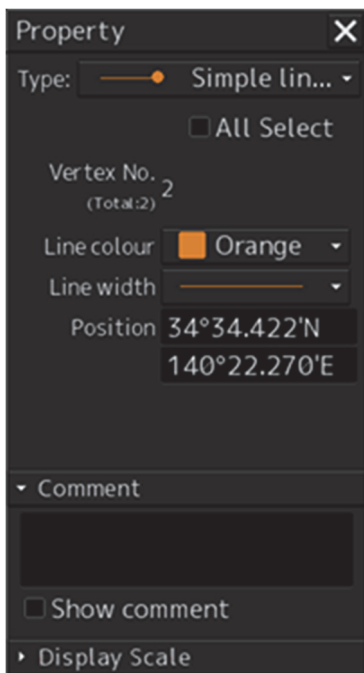 Property
Type: Simple lin...
All Select
Vertex No. 2
(Total:2)
Line colour Orange
Line width
Position 34°34.422'N
140°22.270'E
Comment
Show comment
Display Scale